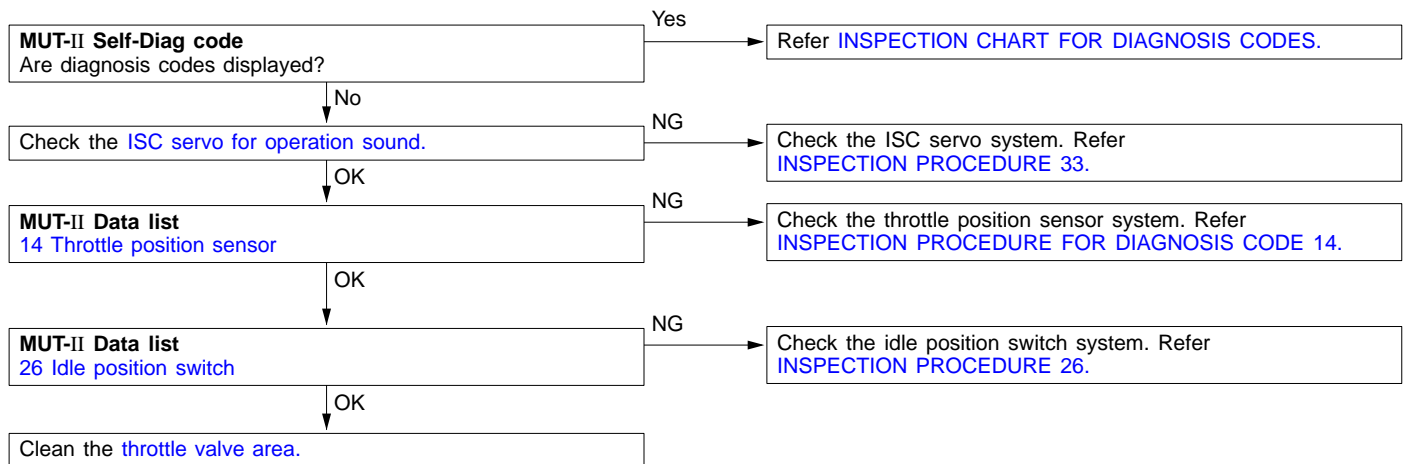 MUT-II Self-Diag code
Are diagnosis codes displayed?
Yes
Refer INSPECTION CHART FOR DIAGNOSIS CODES.
No
Check the ISC servo for operation sound.
NG
Check the ISC servo system. Refer
INSPECTION PROCEDURE 33.
OK
MUT-II Data list
14 Throttle position sensor
NG
Check the throttle position sensor system. Refer
INSPECTION PROCEDURE FOR DIAGNOSIS CODE 14.
OK
MUT-II Data list
26 Idle position switch
NG
Check the idle position switch system. Refer
INSPECTION PROCEDURE 26.
OK
Clean the throttle valve area.